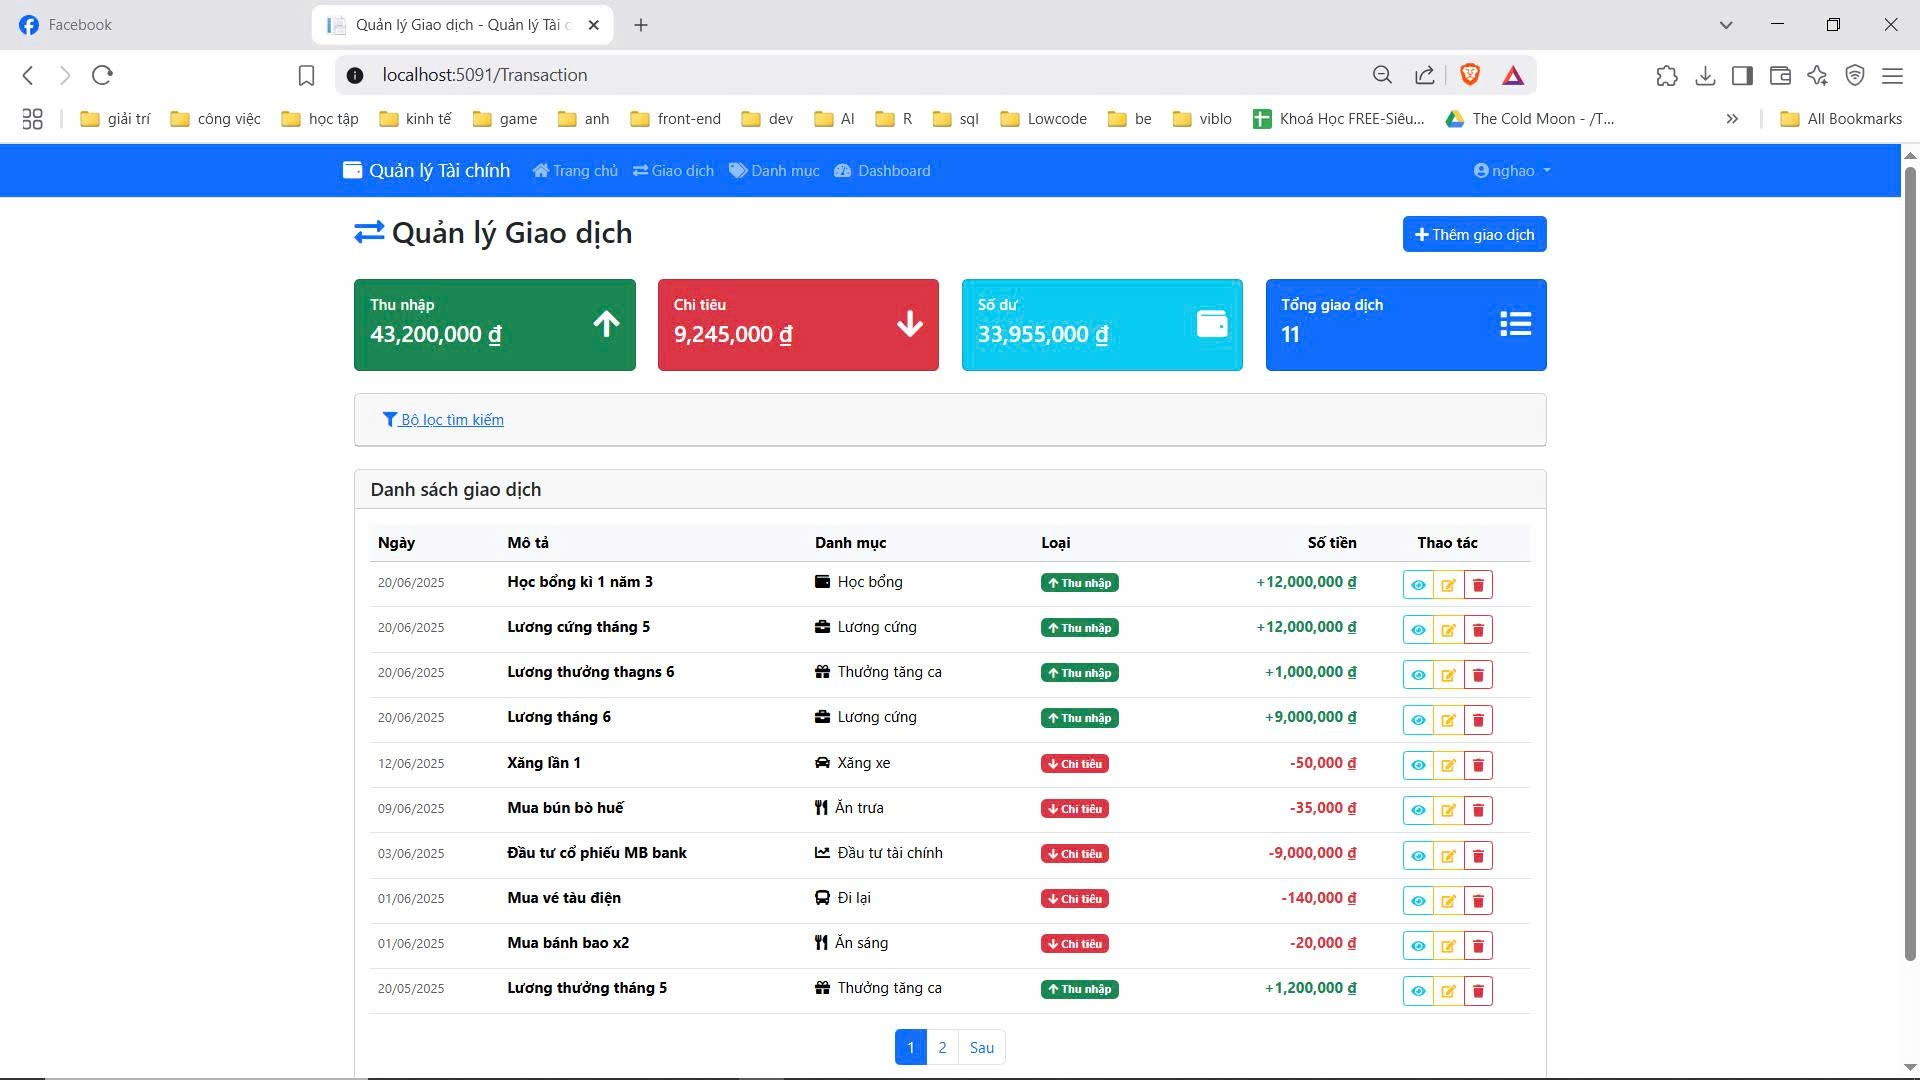 Facebook
Quản lý Giao dịch - Quản lý Tài c
localhost:5091/Transaction
giải trí công việc học tập kinh tế game anh front-end dev AI R sql Lowcode be viblo Khoá Học FREE-Siêu... The Cold Moon - /T... » All Bookmarks
Quản lý Tài chính Trang chủ Giao dịch Danh mục Dashboard nghao
Quản lý Giao dịch
Thêm giao dịch
Thu nhập
43,200,000 ₫
Chi tiêu
9,245,000 ₫
Số dư
33,955,000 ₫
Tổng giao dịch
11
Bộ lọc tìm kiếm
Danh sách giao dịch
Ngày Mô tả Danh mục Loại Số tiền Thao tác
20/06/2025 Học bổng kì 1 năm 3 Học bổng Thu nhập +12,000,000 ₫
20/06/2025 Lương cứng tháng 5 Lương cứng Thu nhập +12,000,000 ₫
20/06/2025 Lương thưởng thagns 6 Thưởng tăng ca Thu nhập +1,000,000 ₫
20/06/2025 Lương tháng 6 Lương cứng Thu nhập +9,000,000 ₫
12/06/2025 Xăng lần 1 Xăng xe Chi tiêu -50,000 ₫
09/06/2025 Mua bún bò huế Ăn trưa Chi tiêu -35,000 ₫
03/06/2025 Đầu tư cổ phiếu MB bank Đầu tư tài chính Chi tiêu -9,000,000 ₫
01/06/2025 Mua vé tàu điện Đi lại Chi tiêu -140,000 ₫
01/06/2025 Mua bánh bao x2 Ăn sáng Chi tiêu -20,000 ₫
20/05/2025 Lương thưởng tháng 5 Thưởng tăng ca Thu nhập +1,200,000 ₫
1 2 Sau